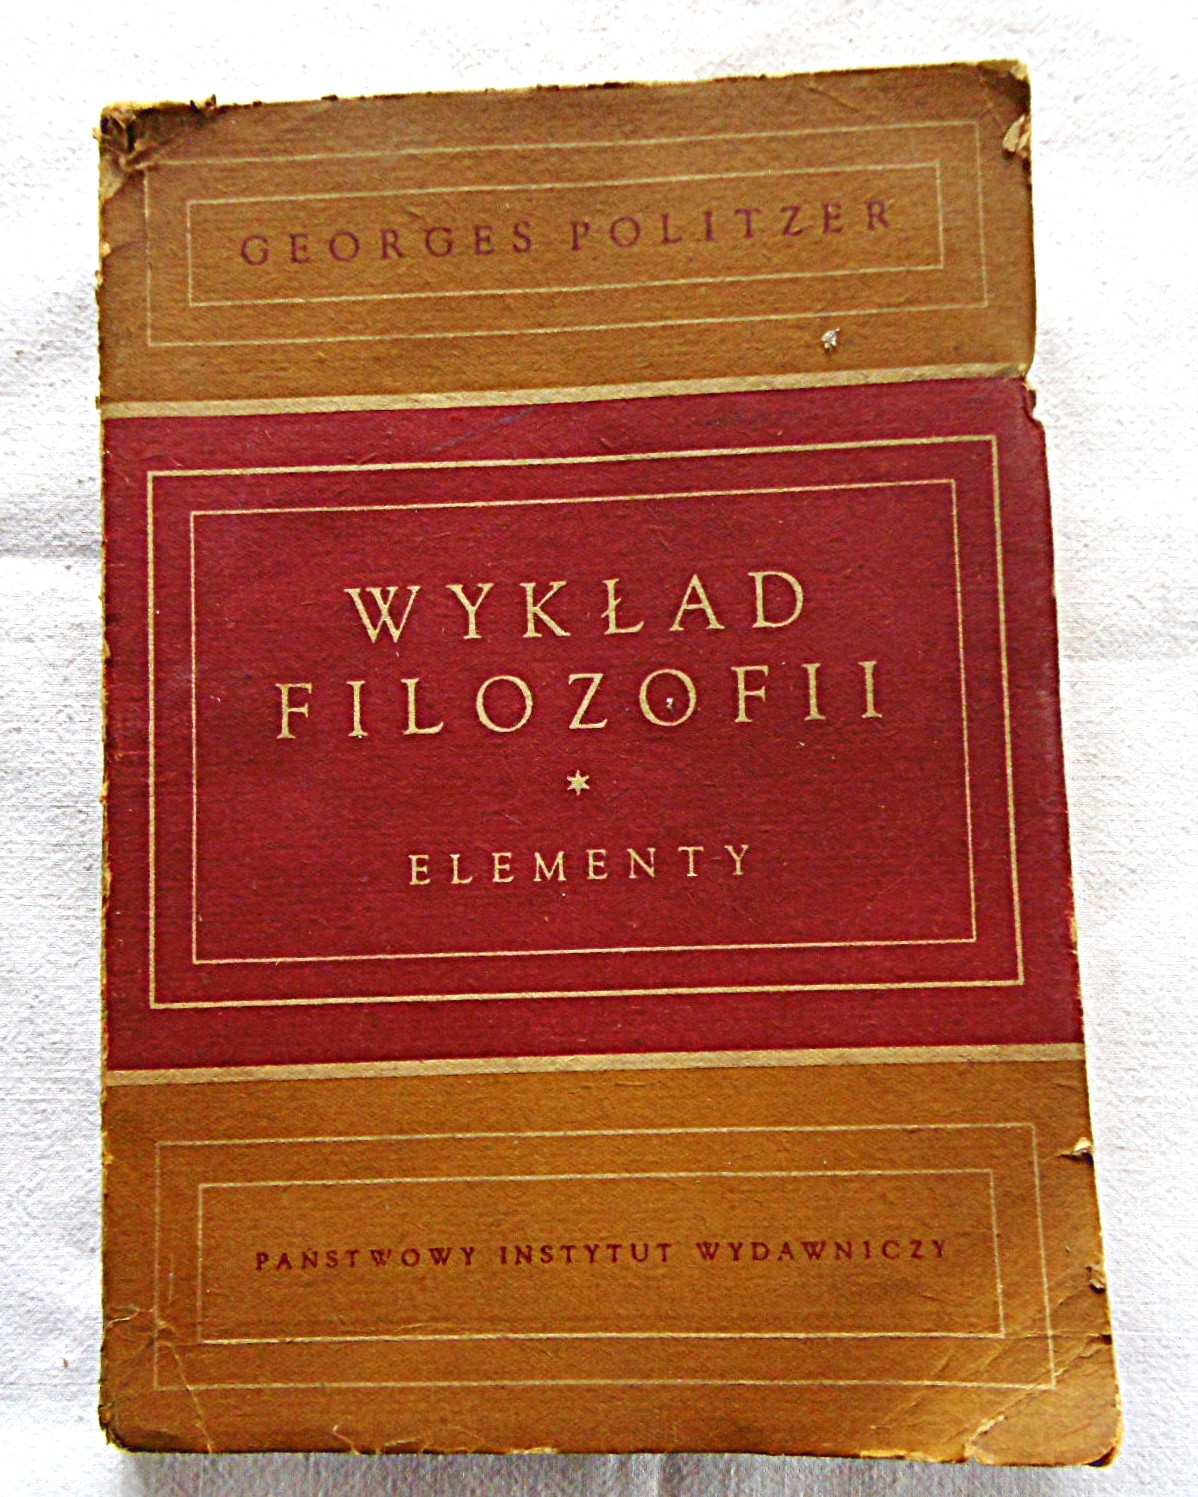 GEORGES POLITZER
WYKŁAD
FILOZOFII
*
ELEMENTY
PAŃSTWOWY INSTYTUT WYDAWNICZY